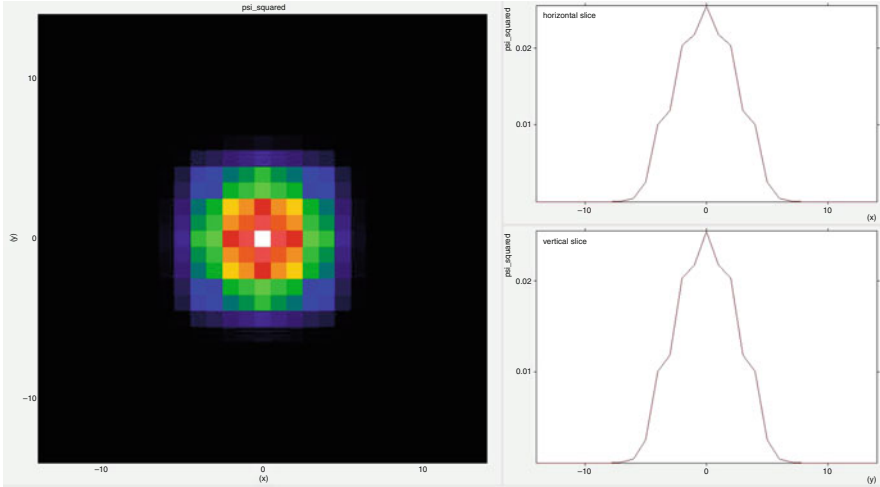 psi_squared
10
0
−10
(y)
−10
0
10
(x)
horizontal slice
psi_squared
0.02
0.01
−10
0
10
(x)
vertical slice
psi_squared
0.02
0.01
−10
0
10
(y)